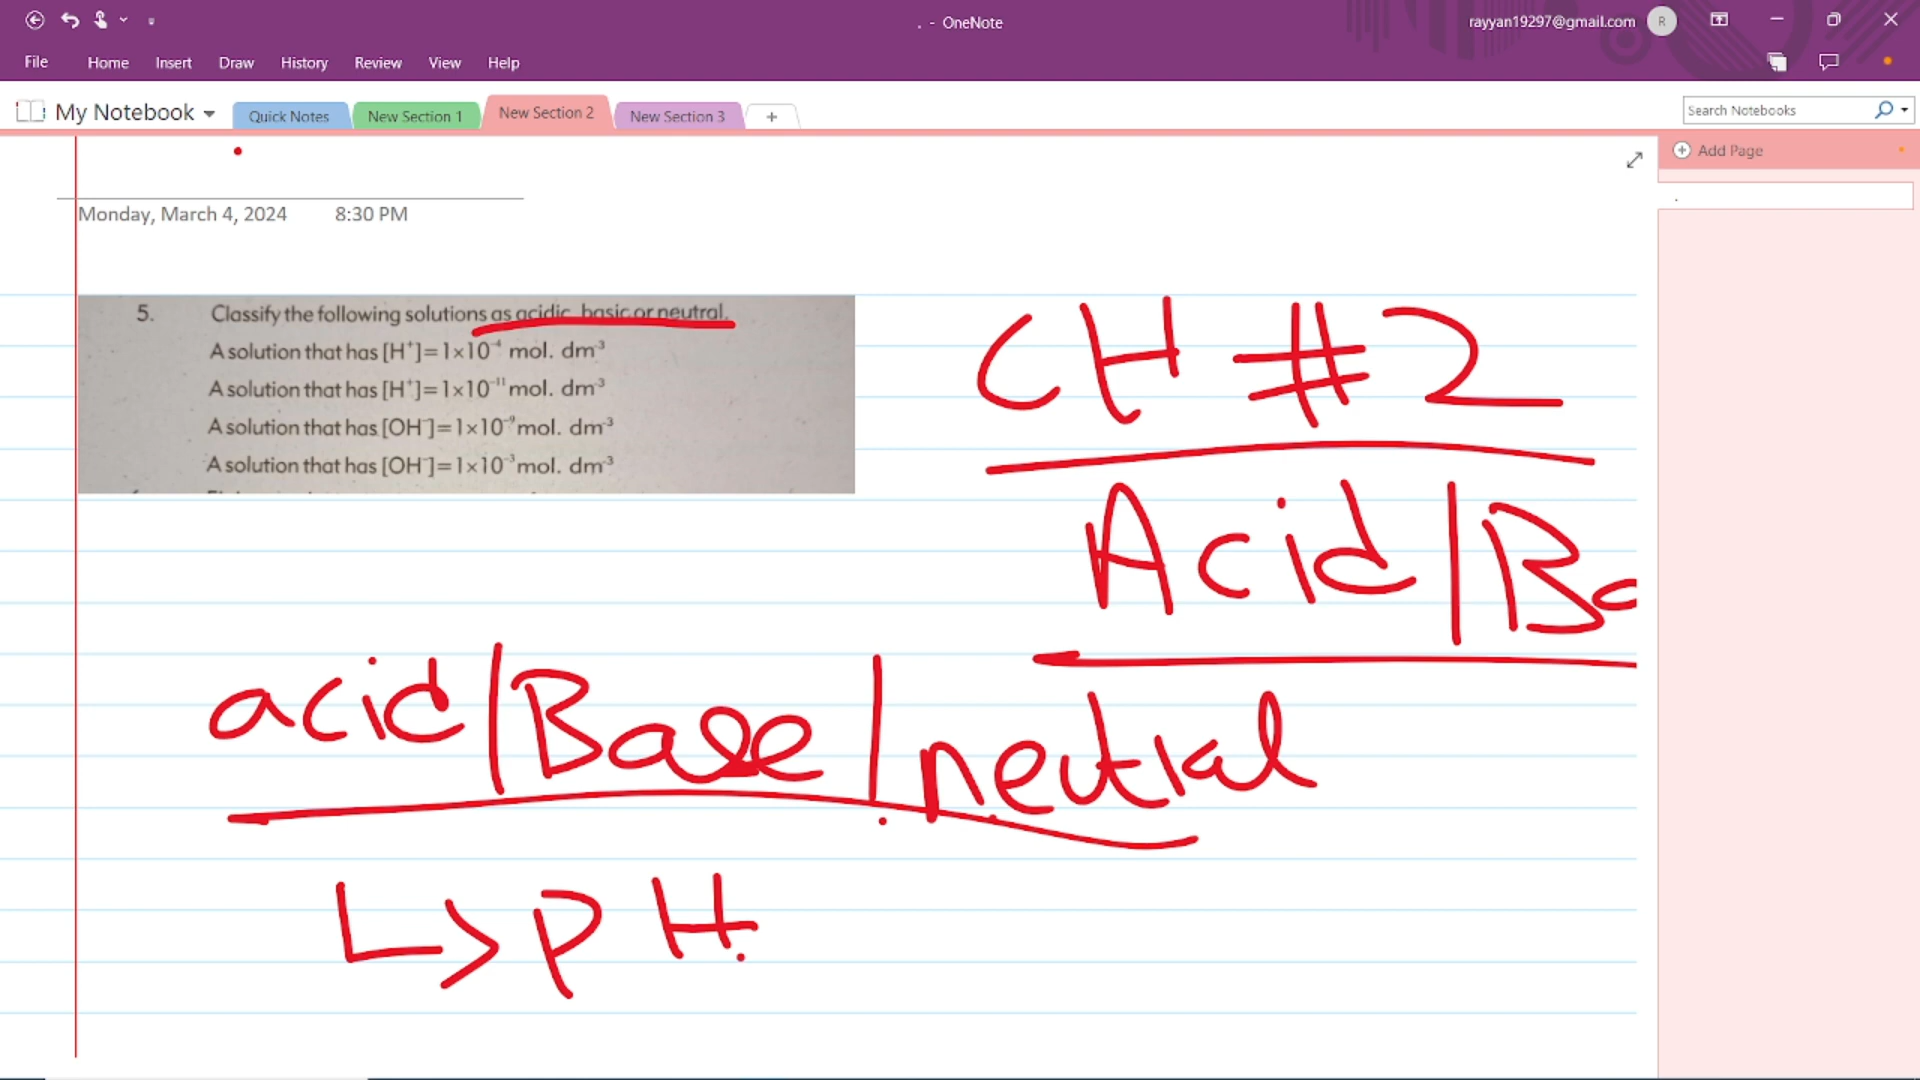 . - OneNote
rayyan19297@gmail.com
R
File Home Insert Draw History Review View Help
My Notebook
Quick Notes
New Section 1
New Section 2
New Section 3
+
Search Notebooks
Add Page
.
Monday, March 4, 2024 8:30 PM
5. Classify the following solutions as acidic, basic or neutral.
A solution that has [H⁺]=1×10⁻⁴ mol. dm⁻³
A solution that has [H⁺]=1×10⁻¹¹ mol. dm⁻³
A solution that has [OH⁻]=1×10⁻⁹ mol. dm⁻³
A solution that has [OH⁻]=1×10⁻³ mol. dm⁻³
CH #2
Acid|Ba
acid|Base|neutral
↳ pH